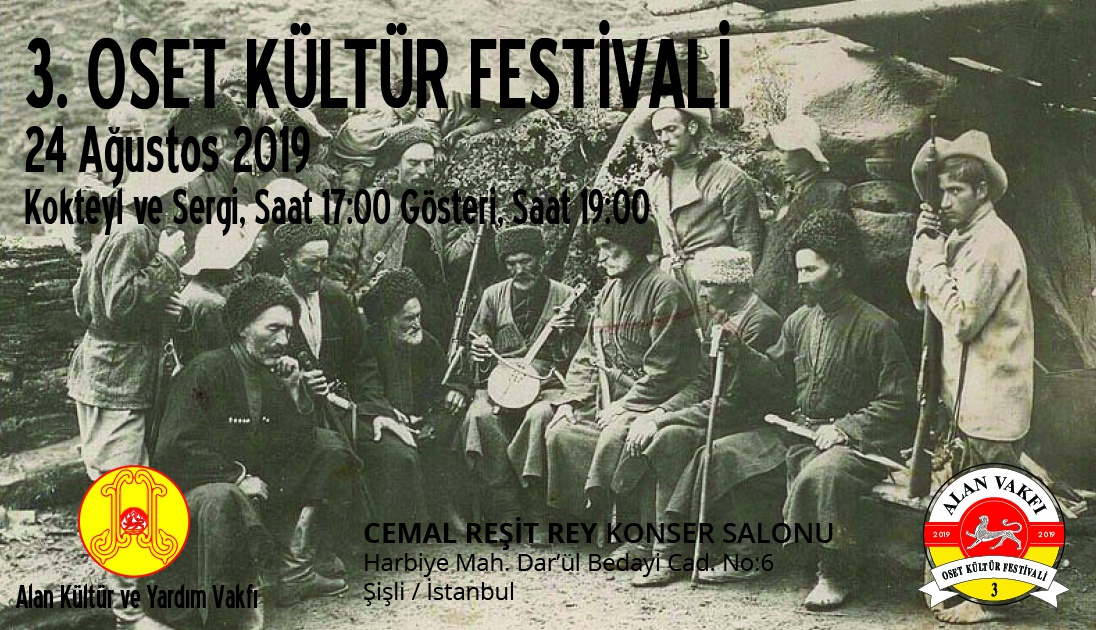 3. OSET KÜLTÜR FESTİVALİ
24 Ağustos 2019
Kokteyl ve Sergi, Saat 17:00 Gösteri, Saat 19:00
CEMAL REŞİT REY KONSER SALONU
Harbiye Mah. Dar'ül Bedayi Cad. No:6
Şişli / İstanbul
Alan Kültür ve Yardım Vakfı
ALAN VAKFI
2019 2019
OSET KÜLTÜR FESTİVALİ
3